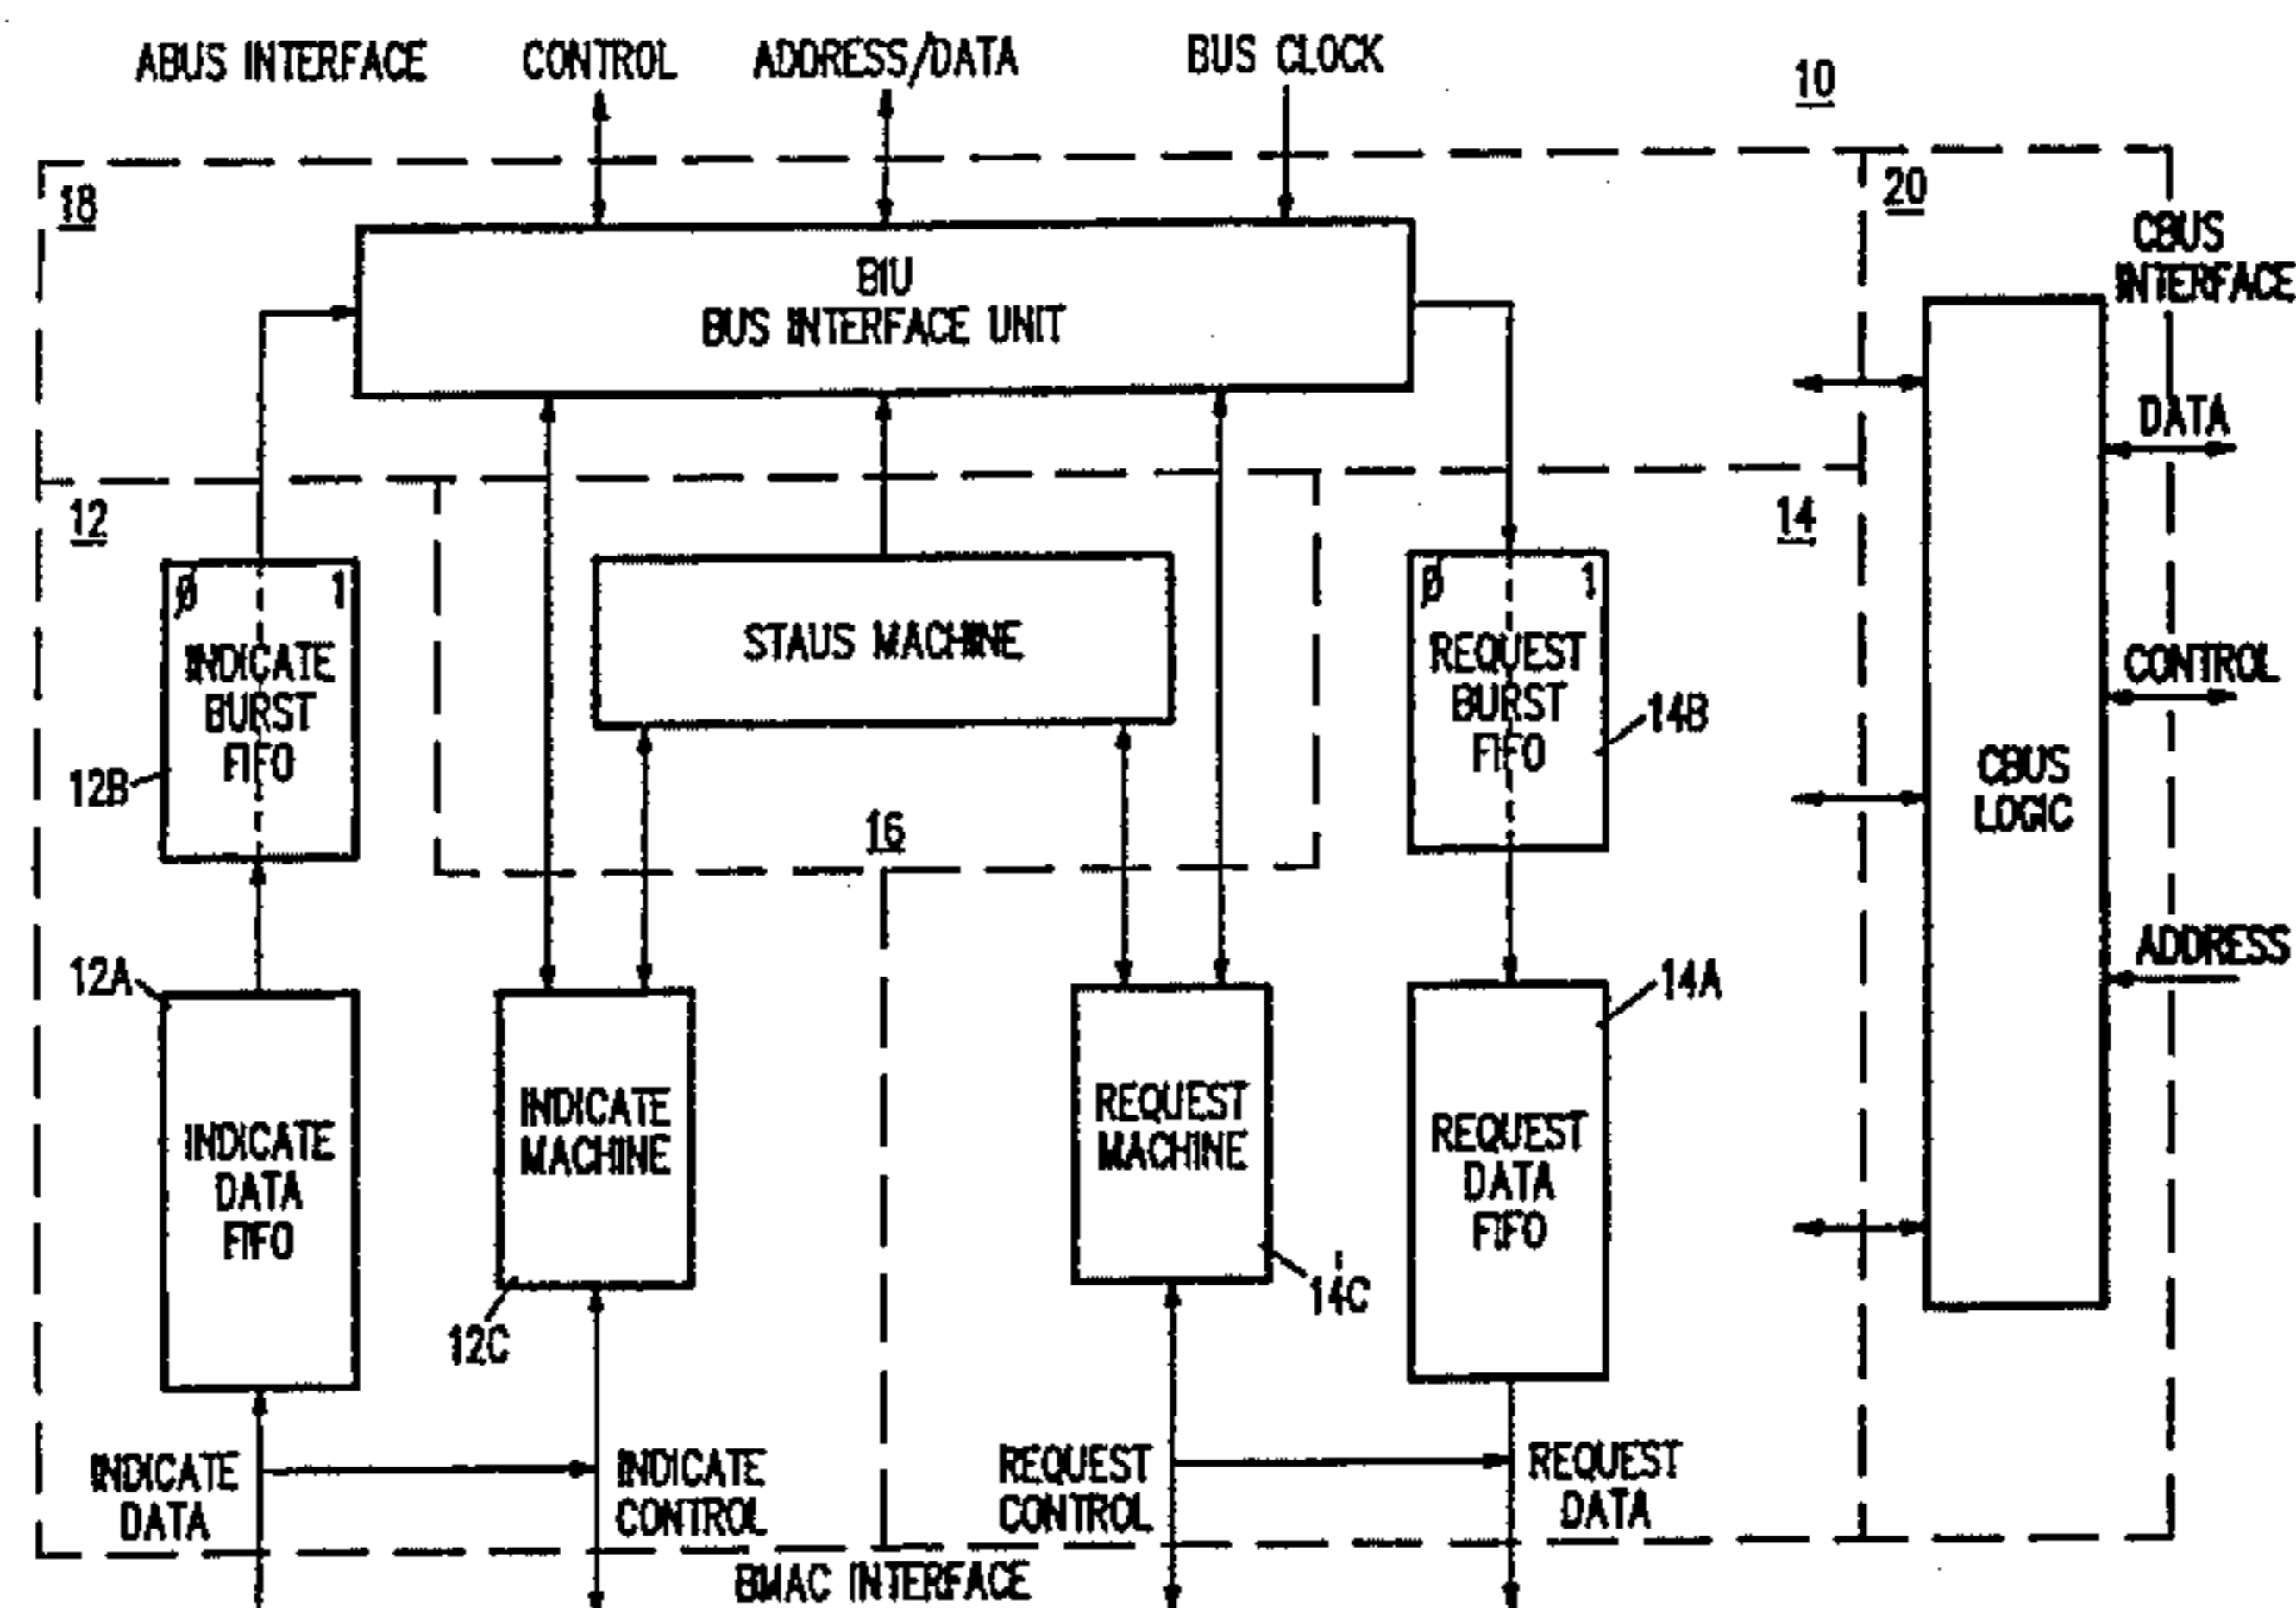 ABUS INTERFACE
CONTROL
ADDRESS/DATA
BUS CLOCK
10
18
20
BIU
BUS INTERFACE UNIT
CBUS
INTERFACE
DATA
12
14
Ø 1
INDICATE
BURST
FIFO
12B
STAUS MACHINE
Ø 1
REQUEST
BURST
FIFO
14B
CONTROL
CBUS
LOGIC
16
ADDRESS
12A
INDICATE
DATA
FIFO
INDICATE
MACHINE
12C
REQUEST
MACHINE
14C
14A
REQUEST
DATA
FIFO
INDICATE
DATA
INDICATE
CONTROL
REQUEST
CONTROL
REQUEST
DATA
BMAC INTERFACE